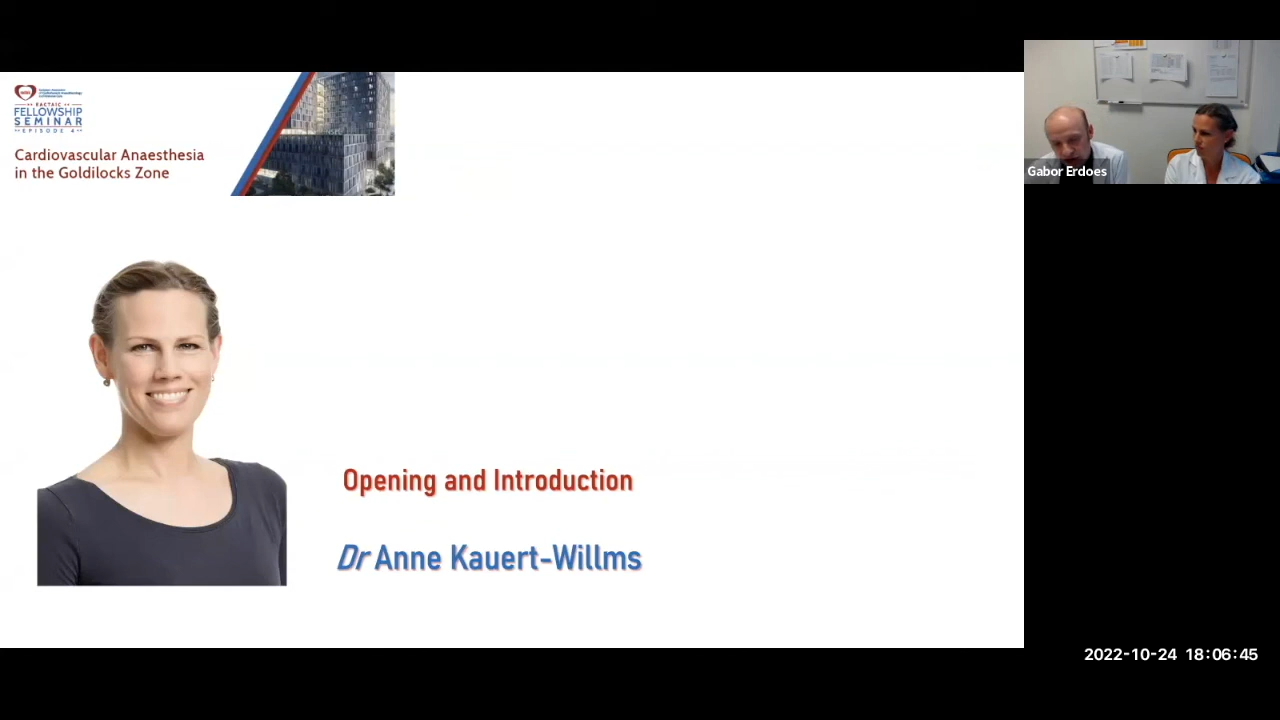 EACTAIC
FELLOWSHIP
SEMINAR
EPISODE 4
Cardiovascular Anaesthesia
in the Goldilocks Zone
Opening and Introduction
Dr Anne Kauert-Willms
Gabor Erdoes
2022-10-24 18:06:45